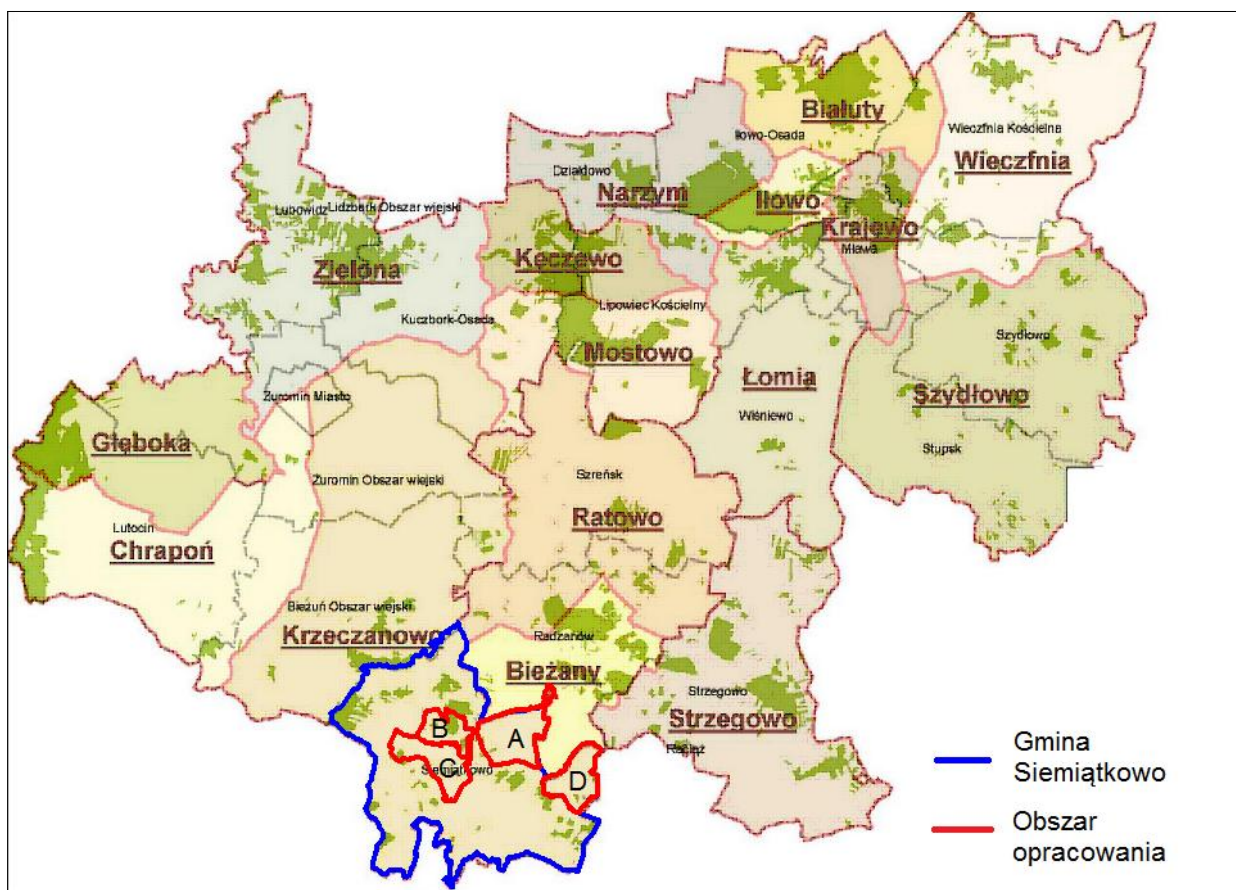 Białuty
Iłowo-Osada
Wieczfnia Kościelna
Wieczfnia
Działdowo
Narzym
Iłowo
Krajewo
Mława
Lubowidz
Lidzbark Obszar wiejski
Zielona
Kęczewo
Lipowiec Kościelny
Kuczbork-Osada
Mostowo
Szydłowo
Łomia
Szydłowo
Żuromin Miasto
Wiśniewo
Głęboka
Stupsk
Żuromin Obszar wiejski
Szreńsk
Ratowo
Lutocin
Chrapoń
Bieżuń Obszar wiejski
Krzeczanowo
Radzanów
Bieżany
Strzegowo
Strzegowo
B
A
Raciąż
C
Siemiątkowo
D
Gmina
Siemiątkowo
Obszar
opracowania